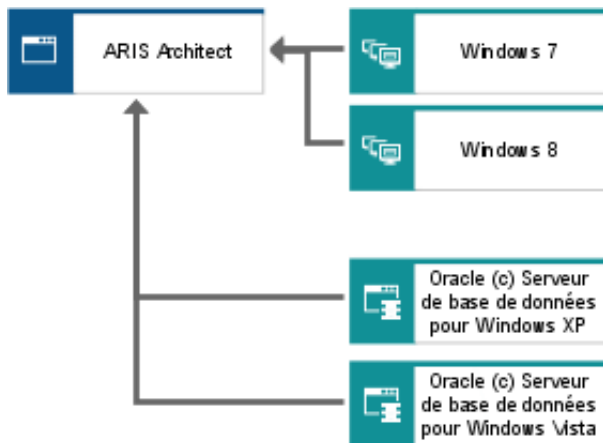 ARIS Architect
Windows 7
Windows 8
Oracle (c) Serveur
de base de données
pour Windows XP
Oracle (c) Serveur
de base de données
pour Windows Vista